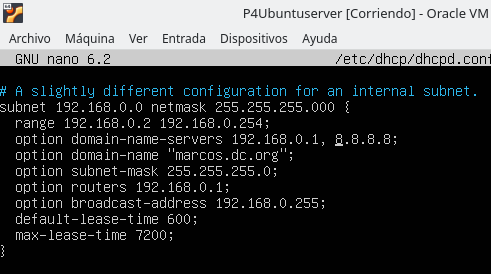 P4Ubuntuserver [Corriendo] - Oracle VM
Archivo Máquina Ver Entrada Dispositivos Ayuda
GNU nano 6.2 /etc/dhcp/dhcpd.conf
# A slightly different configuration for an internal subnet.
subnet 192.168.0.0 netmask 255.255.255.000 {
range 192.168.0.2 192.168.0.254;
option domain-name-servers 192.168.0.1, 8.8.8.8;
option domain-name "marcos.dc.org";
option subnet-mask 255.255.255.0;
option routers 192.168.0.1;
option broadcast-address 192.168.0.255;
default-lease-time 600;
max-lease-time 7200;
}